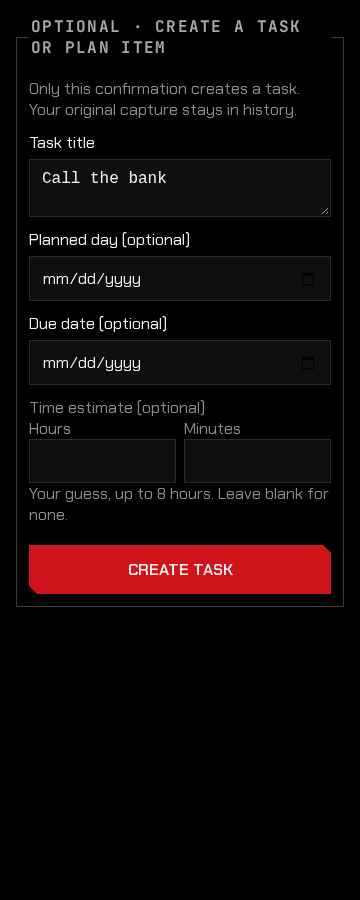 OPTIONAL · CREATE A TASK
OR PLAN ITEM
Only this confirmation creates a task.
Your original capture stays in history.
Task title
Call the bank
Planned day (optional)
mm/dd/yyyy
Due date (optional)
mm/dd/yyyy
Time estimate (optional)
Hours Minutes
Your guess, up to 8 hours. Leave blank for
none.
CREATE TASK